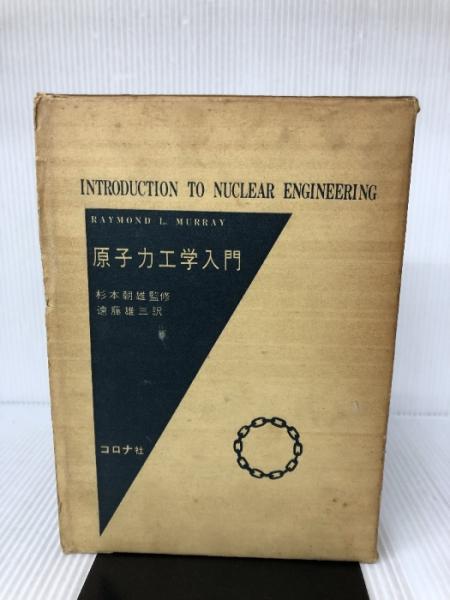 INTRODUCTION TO NUCLEAR ENGINEERING
RAYMOND L. MURRAY
原子力工学入門
杉本朝雄監修
遠藤雄三訳
コロナ社